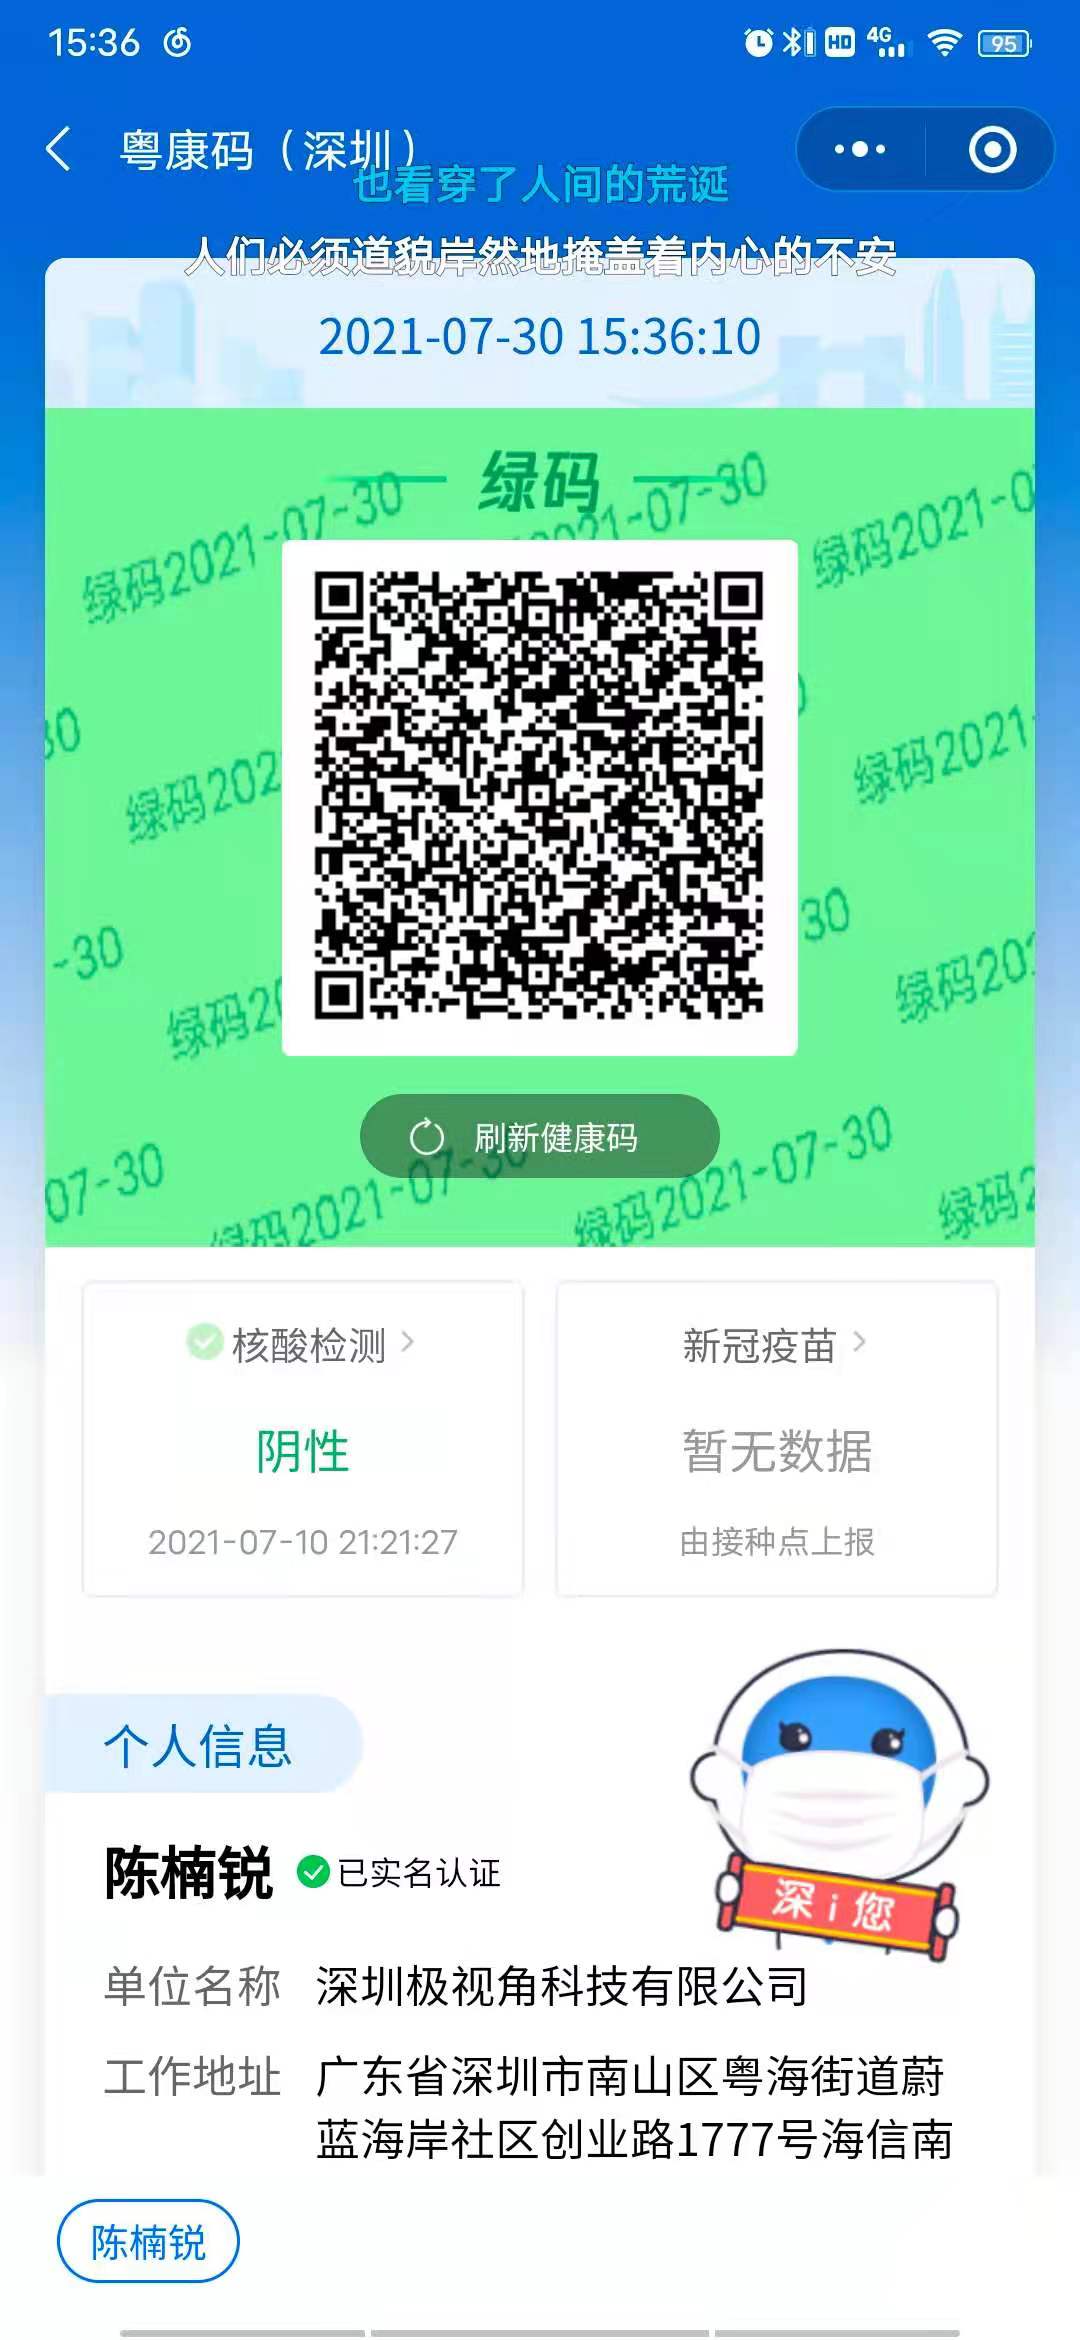 15:36
HD 4G 95
粤康码（深圳）
也看穿了人间的荒诞
人们必须道貌岸然地掩盖着内心的不安
2021-07-30 15:36:10
绿码
绿码2021-07-30
刷新健康码
核酸检测
新冠疫苗
阴性
暂无数据
2021-07-10 21:21:27
由接种点上报
个人信息
陈楠锐 已实名认证
深i您
单位名称 深圳极视角科技有限公司
工作地址 广东省深圳市南山区粤海街道蔚
蓝海岸社区创业路1777号海信南
陈楠锐